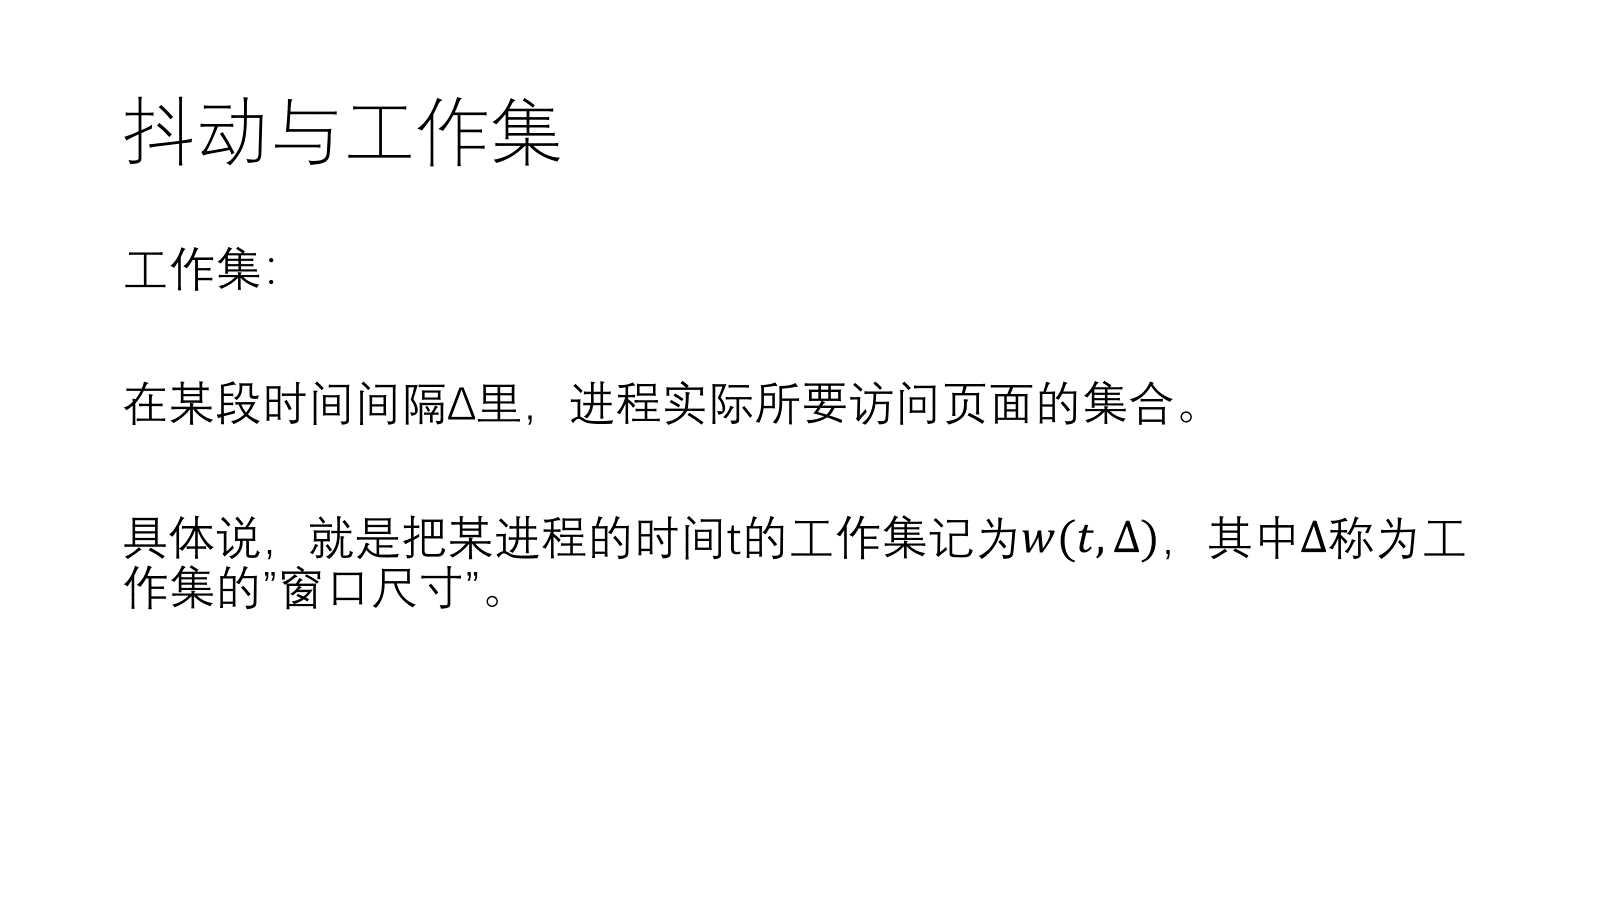 抖动与工作集
工作集：
在某段时间间隔Δ里，进程实际所要访问页面的集合。
具体说，就是把某进程的时间t的工作集记为w(t, Δ)，其中Δ称为工
作集的”窗口尺寸”。